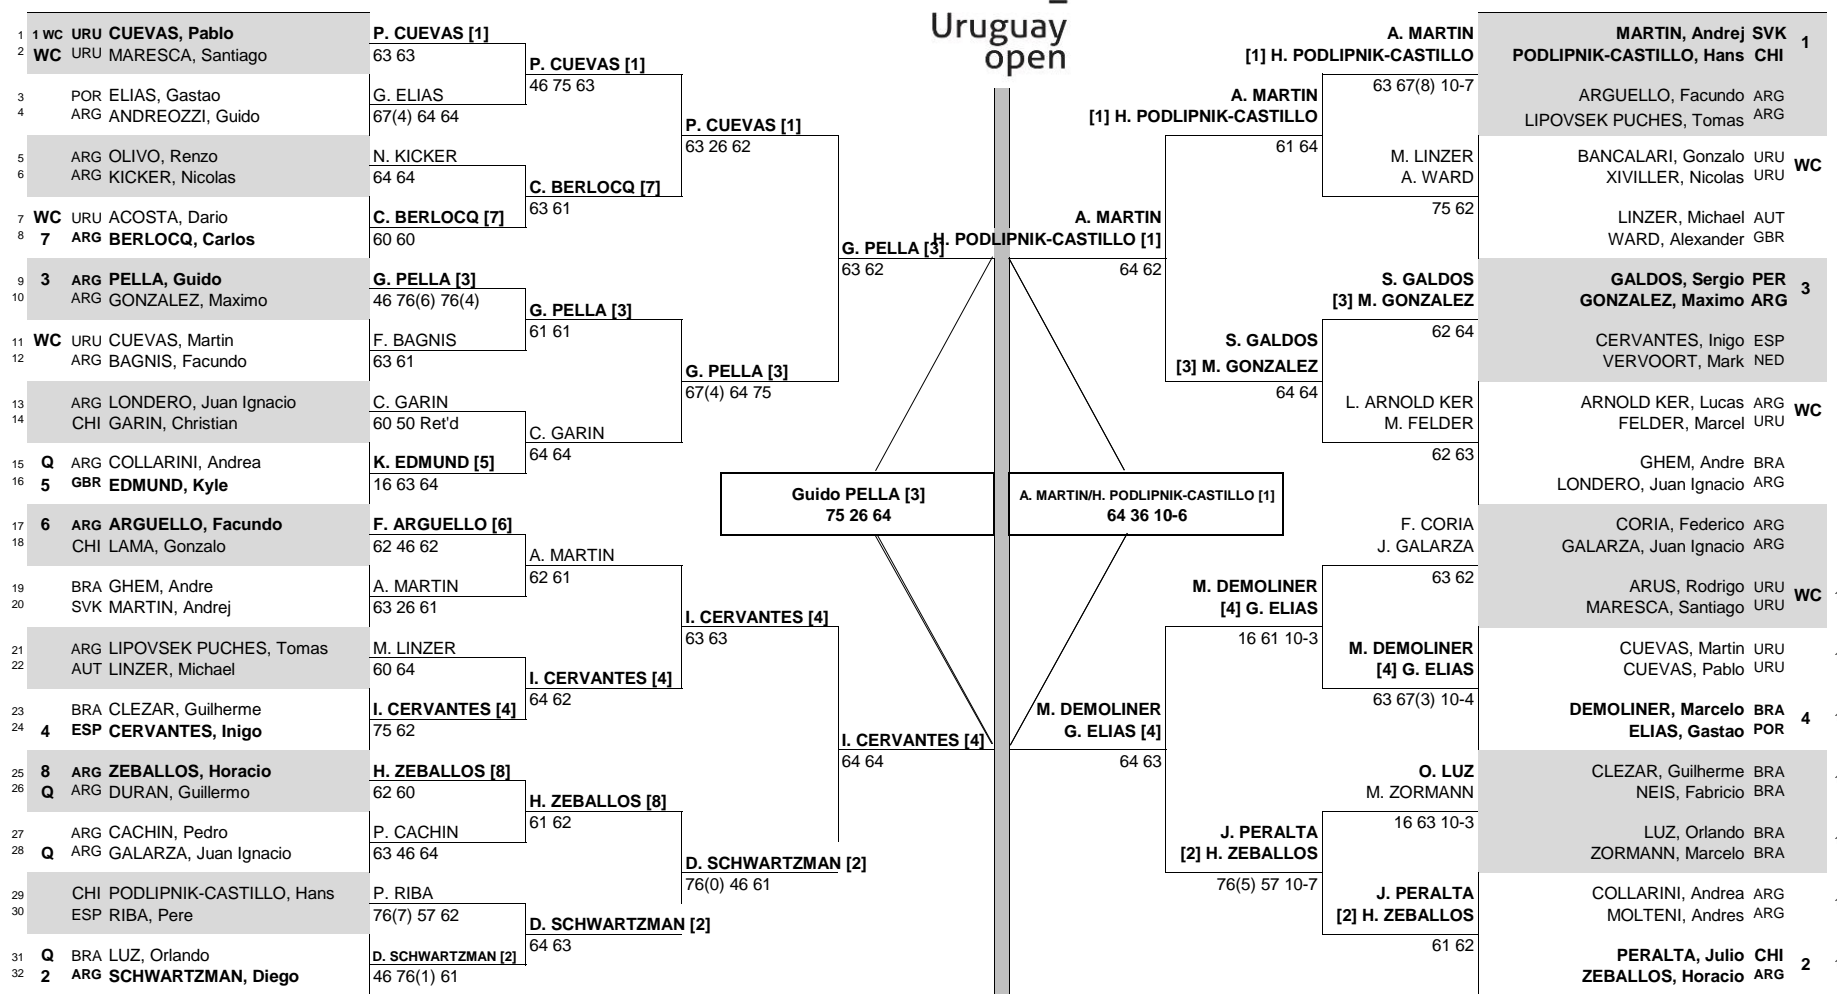 Uruguay
open
1 1 WC URU CUEVAS, Pablo
2 WC URU MARESCA, Santiago
3 POR ELIAS, Gastao
4 ARG ANDREOZZI, Guido
5 ARG OLIVO, Renzo
6 ARG KICKER, Nicolas
7 WC URU ACOSTA, Dario
8 7 ARG BERLOCQ, Carlos
9 3 ARG PELLA, Guido
10 ARG GONZALEZ, Maximo
11 WC URU CUEVAS, Martin
12 ARG BAGNIS, Facundo
13 ARG LONDERO, Juan Ignacio
14 CHI GARIN, Christian
15 Q ARG COLLARINI, Andrea
16 5 GBR EDMUND, Kyle
17 6 ARG ARGUELLO, Facundo
18 CHI LAMA, Gonzalo
19 BRA GHEM, Andre
20 SVK MARTIN, Andrej
21 ARG LIPOVSEK PUCHES, Tomas
22 AUT LINZER, Michael
23 BRA CLEZAR, Guilherme
24 4 ESP CERVANTES, Inigo
25 8 ARG ZEBALLOS, Horacio
26 Q ARG DURAN, Guillermo
27 ARG CACHIN, Pedro
28 Q ARG GALARZA, Juan Ignacio
29 CHI PODLIPNIK-CASTILLO, Hans
30 ESP RIBA, Pere
31 Q BRA LUZ, Orlando
32 2 ARG SCHWARTZMAN, Diego
P. CUEVAS [1]
63 63
G. ELIAS
67(4) 64 64
N. KICKER
64 64
C. BERLOCQ [7]
60 60
G. PELLA [3]
46 76(6) 76(4)
F. BAGNIS
63 61
C. GARIN
60 50 Ret'd
K. EDMUND [5]
16 63 64
F. ARGUELLO [6]
62 46 62
A. MARTIN
63 26 61
M. LINZER
60 64
I. CERVANTES [4]
75 62
H. ZEBALLOS [8]
62 60
P. CACHIN
63 46 64
P. RIBA
76(7) 57 62
D. SCHWARTZMAN [2]
46 76(1) 61
P. CUEVAS [1]
46 75 63
C. BERLOCQ [7]
63 61
G. PELLA [3]
61 61
C. GARIN
64 64
A. MARTIN
62 61
I. CERVANTES [4]
64 62
H. ZEBALLOS [8]
61 62
D. SCHWARTZMAN [2]
64 63
P. CUEVAS [1]
63 26 62
G. PELLA [3]
67(4) 64 75
I. CERVANTES [4]
63 63
D. SCHWARTZMAN [2]
76(0) 46 61
G. PELLA [3]
63 62
I. CERVANTES [4]
64 64
Guido PELLA [3]
75 26 64
A. MARTIN/H. PODLIPNIK-CASTILLO [1]
64 36 10-6
A. MARTIN
H. PODLIPNIK-CASTILLO [1]
64 62
M. DEMOLINER
G. ELIAS [4]
64 63
A. MARTIN
[1] H. PODLIPNIK-CASTILLO
61 64
S. GALDOS
[3] M. GONZALEZ
64 64
M. DEMOLINER
[4] G. ELIAS
16 61 10-3
J. PERALTA
[2] H. ZEBALLOS
76(5) 57 10-7
A. MARTIN
[1] H. PODLIPNIK-CASTILLO
63 67(8) 10-7
M. LINZER
A. WARD
75 62
S. GALDOS
[3] M. GONZALEZ
62 64
L. ARNOLD KER
M. FELDER
62 63
F. CORIA
J. GALARZA
63 62
M. DEMOLINER
[4] G. ELIAS
63 67(3) 10-4
O. LUZ
M. ZORMANN
16 63 10-3
J. PERALTA
[2] H. ZEBALLOS
61 62
MARTIN, Andrej SVK 1
PODLIPNIK-CASTILLO, Hans CHI
ARGUELLO, Facundo ARG
LIPOVSEK PUCHES, Tomas ARG
BANCALARI, Gonzalo URU WC
XIVILLER, Nicolas URU
LINZER, Michael AUT
WARD, Alexander GBR
GALDOS, Sergio PER 3
GONZALEZ, Maximo ARG
CERVANTES, Inigo ESP
VERVOORT, Mark NED
ARNOLD KER, Lucas ARG WC
FELDER, Marcel URU
GHEM, Andre BRA
LONDERO, Juan Ignacio ARG
CORIA, Federico ARG
GALARZA, Juan Ignacio ARG
ARUS, Rodrigo URU WC
MARESCA, Santiago URU
CUEVAS, Martin URU
CUEVAS, Pablo URU
DEMOLINER, Marcelo BRA 4
ELIAS, Gastao POR
CLEZAR, Guilherme BRA
NEIS, Fabricio BRA
LUZ, Orlando BRA
ZORMANN, Marcelo BRA
COLLARINI, Andrea ARG
MOLTENI, Andres ARG
PERALTA, Julio CHI 2
ZEBALLOS, Horacio ARG